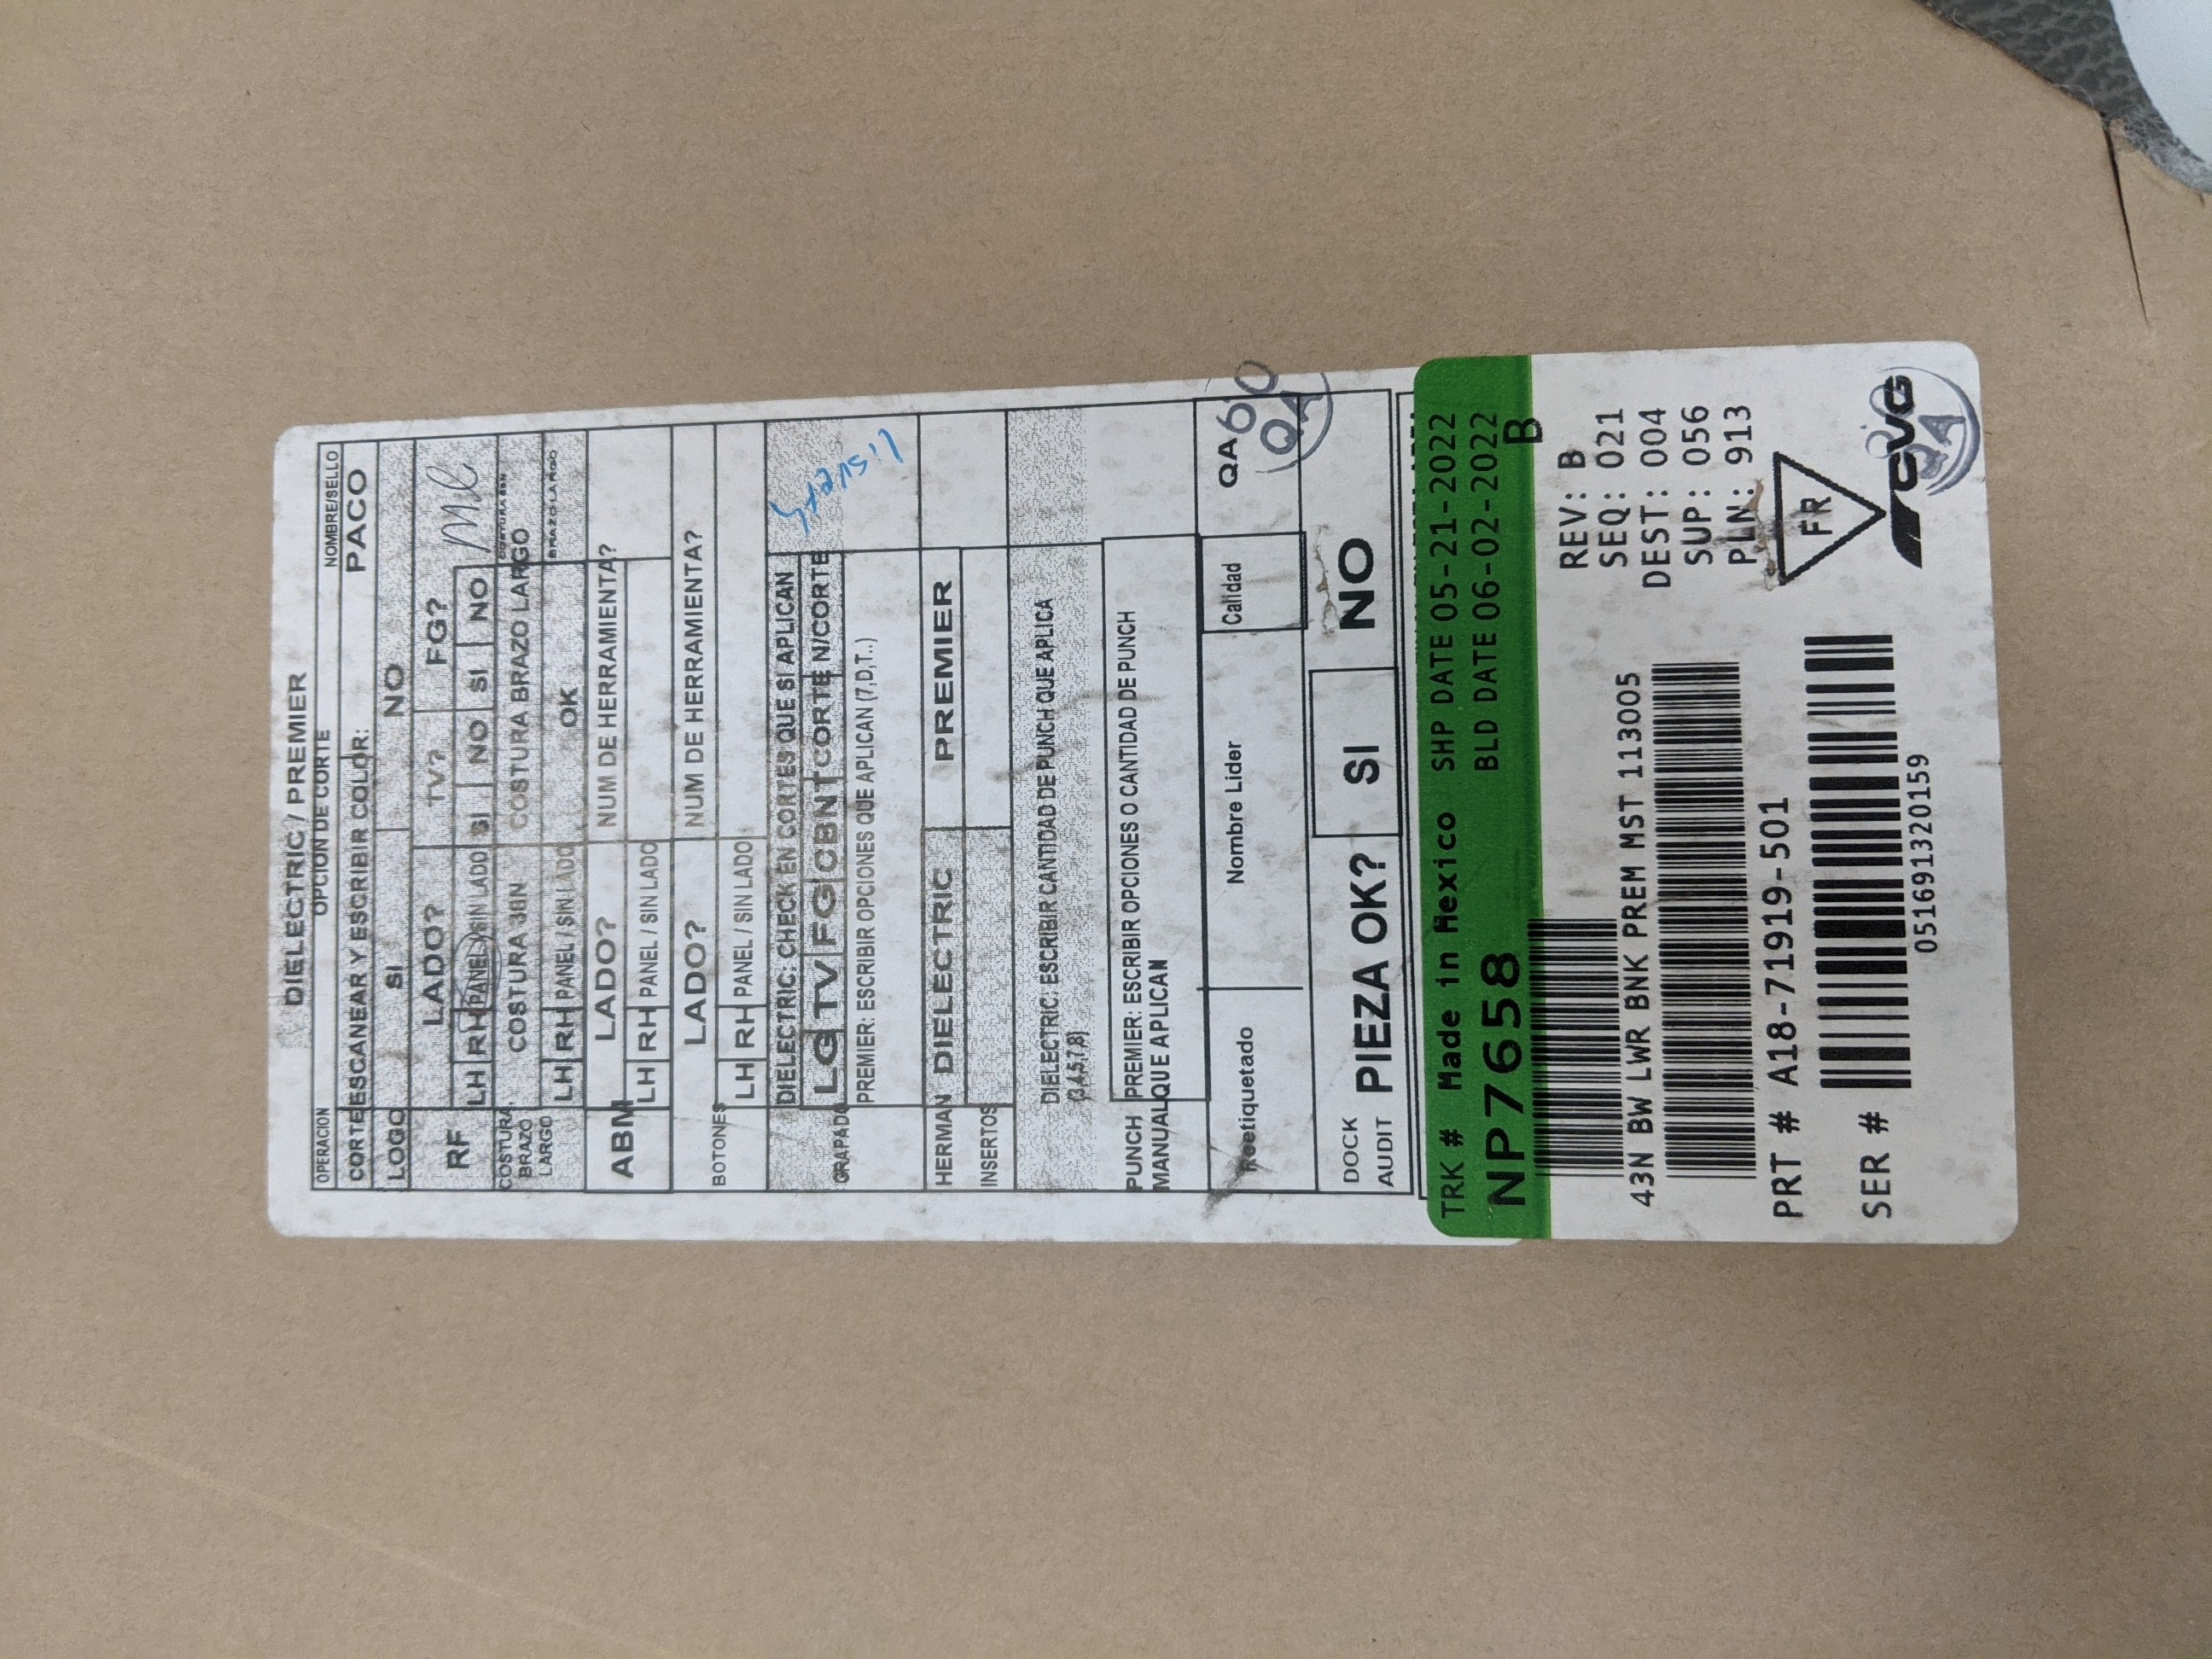 DIELECTRIC / PREMIER
OPERACION OPCION DE CORTE NIOMBRE/SELLO
CORTE ESCANEAR Y ESCRIBIR COLOR: PACO
LOGO SI NO
RF LADO? TV? FG?
LH RH PANEL / SIN LADO SI NO SI NO
COSTURA BRAZO LARGO COSTURA COSTURA BRAZO LARGO
LH RH PANEL / SIN LADO OK BRAZO LARGO
ABM LADO? NUM DE HERRAMIENTA?
LH RH PANEL / SIN LADO
BOTONES LADO? NUM DE HERRAMIENTA?
LH RH PANEL / SIN LADO
GRAPADO DIELECTRIC: CHECK EN CORTES QUE SI APLICAN
LG TV FG CBNT CORTE N/CORTE
PREMIER: ESCRIBIR OPCIONES QUE APLICAN (7,D,T..)
HERMAN DIELECTRIC PREMIER
INSERTOS
DIELECTRIC: ESCRIBIR CANTIDAD DE PUNCH QUE APLICA
(3,4,5,7,8)
PUNCH MANUAL PREMIER: ESCRIBIR OPCIONES O CANTIDAD DE PUNCH
QUE APLICAN
Reetiquetado Nombre Lider Calidad QA 60
QA
DOCK AUDIT PIEZA OK? SI NO
TRK # Made in Mexico SHP DATE 05-21-2022
NP7658 BLD DATE 06-02-2022
B
REV: B
SEQ: 021
43N BW LWR BNK PREM MST 113005 DEST: 004
SUP: 056
PLN: 913
PRT # A18-71919-501
FR
SER #
05169132O159
CVG
QA